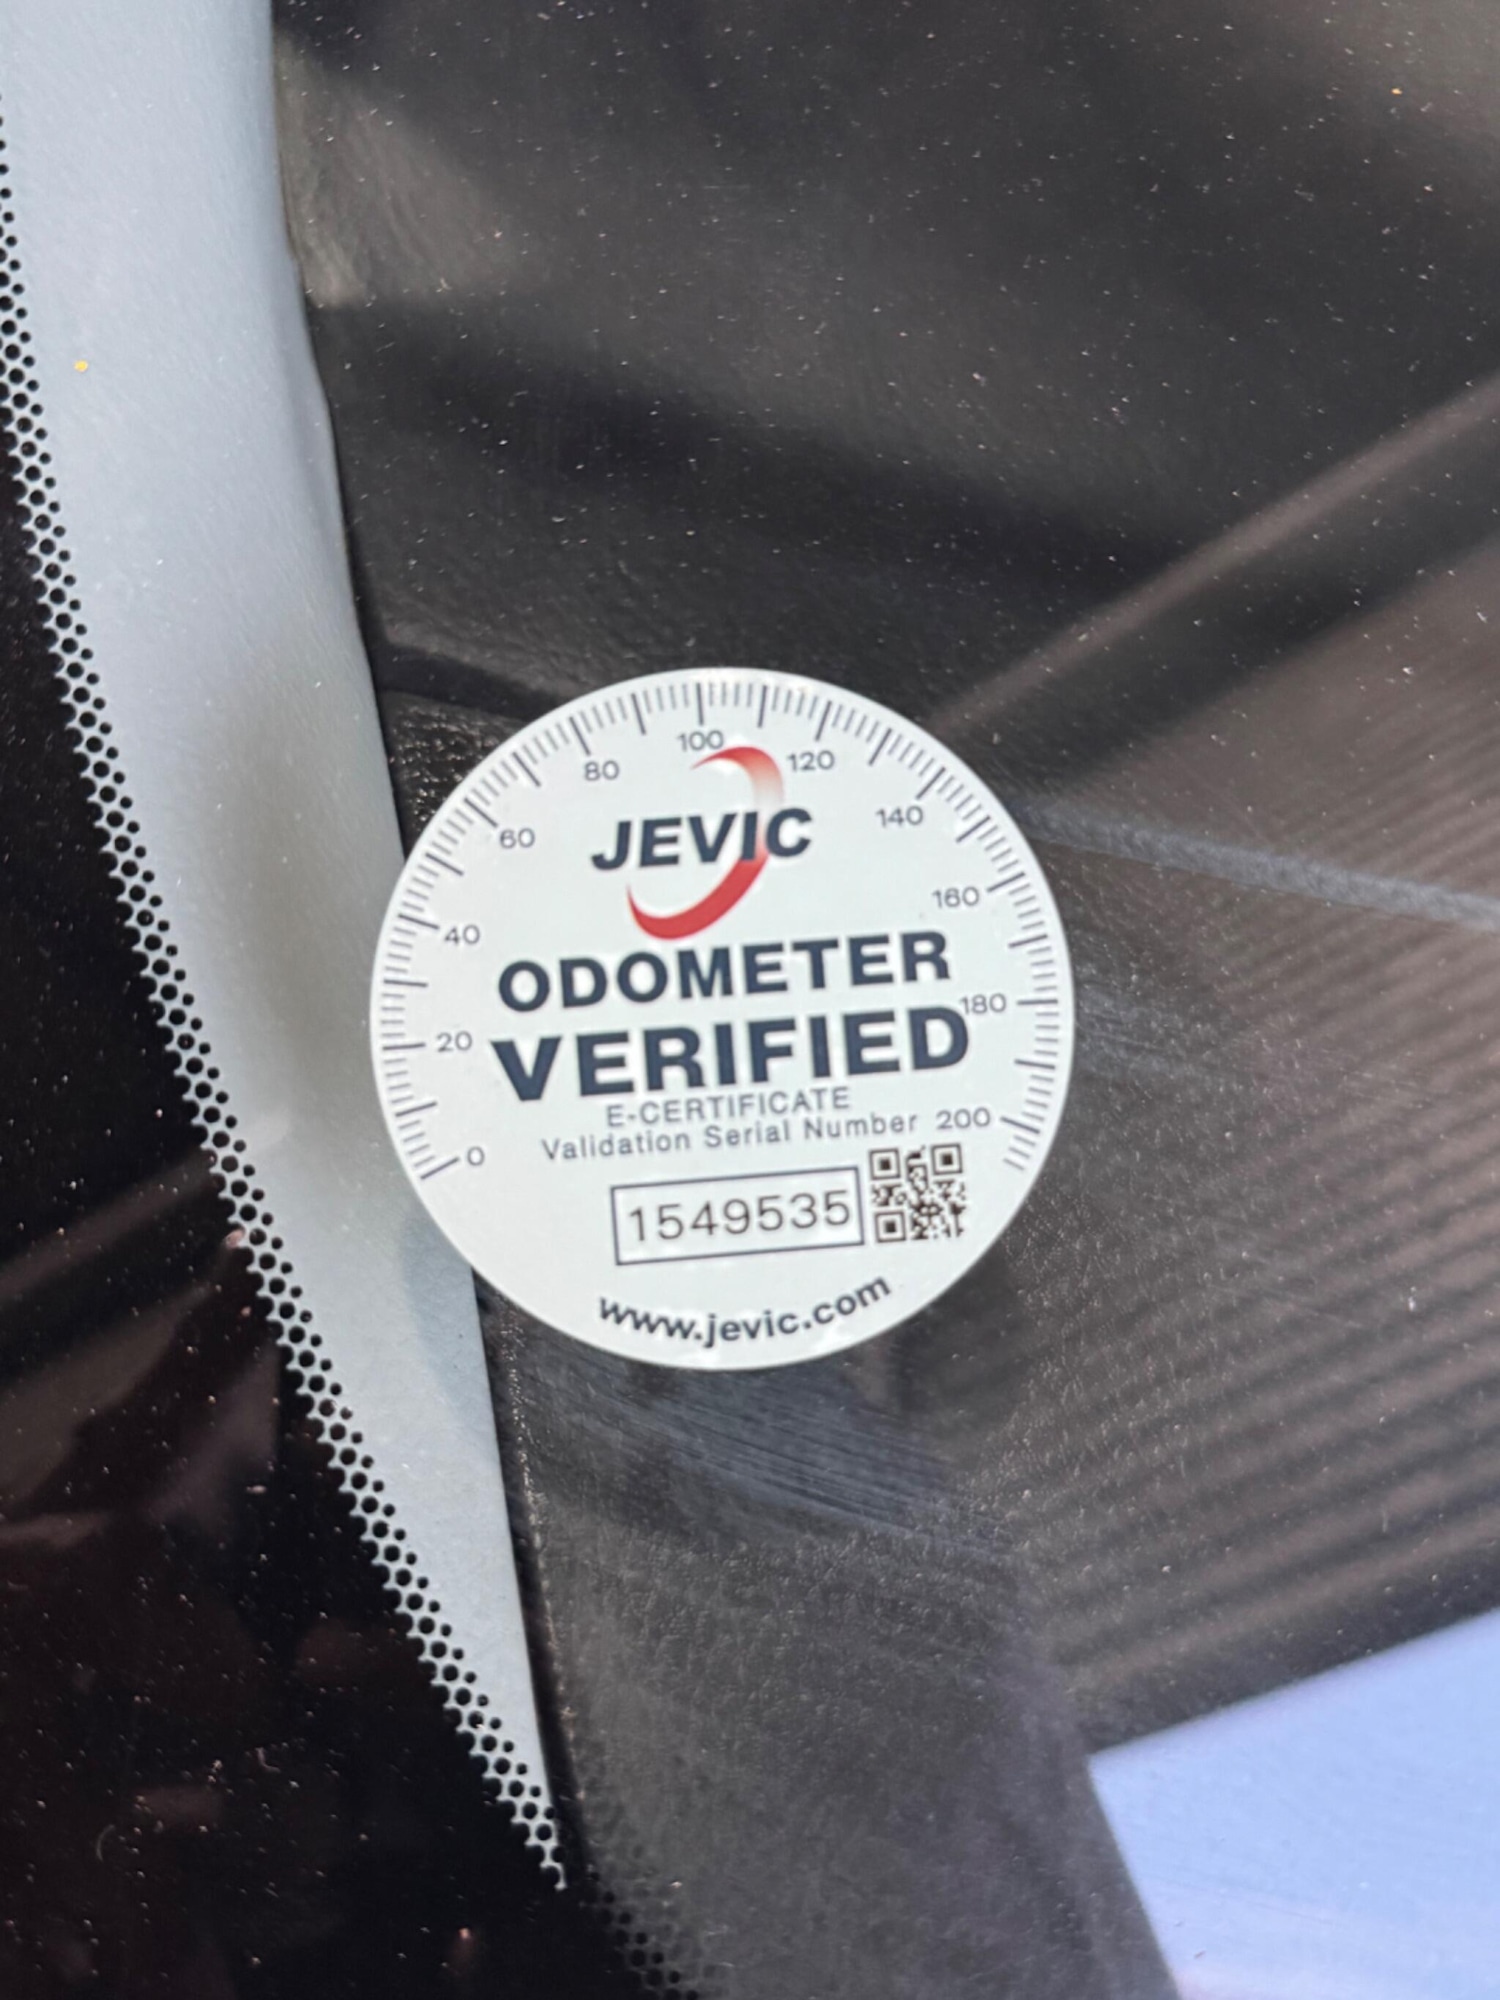 100
80
120
60
JEVIC
140
160
40
ODOMETER
180
20
VERIFIED
E-CERTIFICATE
Validation Serial Number
200
0
1549535
www.jevic.com